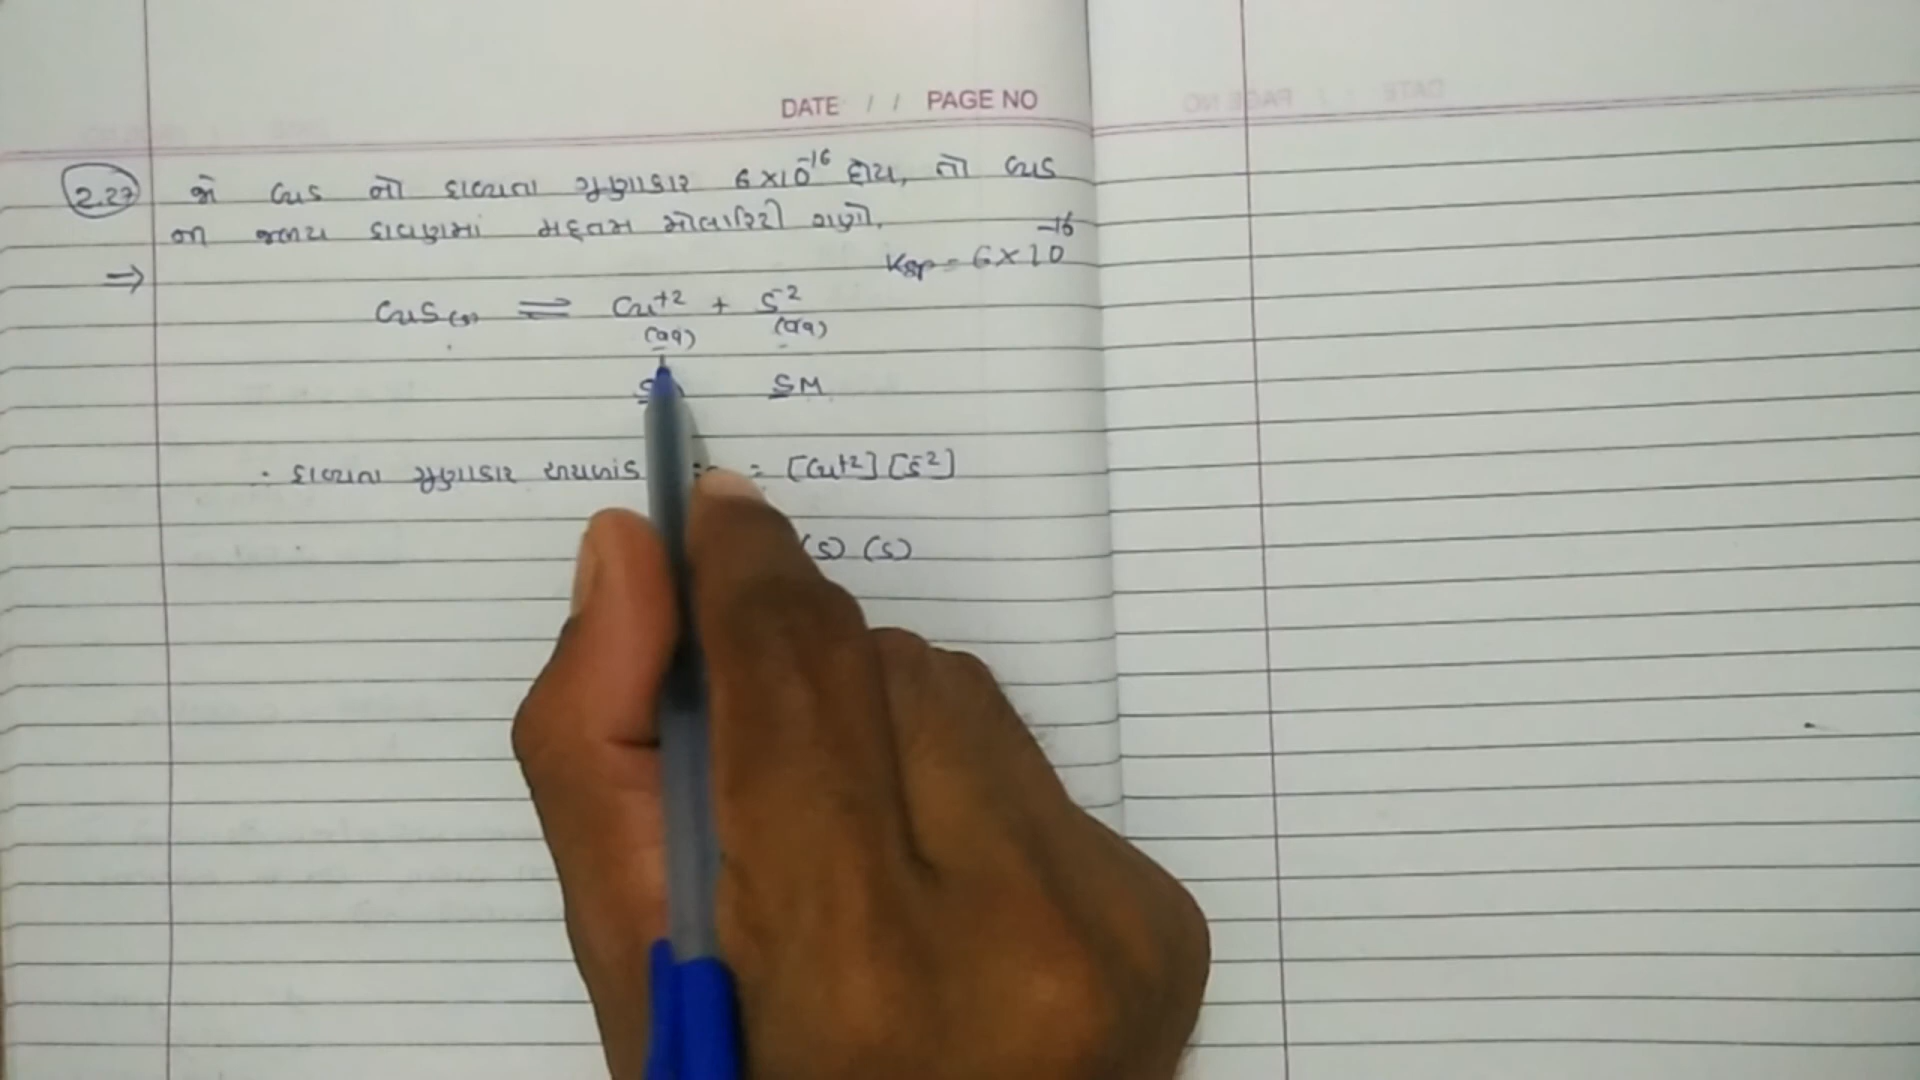 DATE / / PAGE NO
2.27 જો CuS નો દ્રાવ્યતા ગુણાકાર 6×10⁻¹⁶ હોય, તો CuS
ના જલીય દ્રાવણમાં મહત્તમ મોલારિટી ગણો.
Ksp = 6×10⁻¹⁶
⇒
CuS(s) ⇌ Cu⁺² + S⁻²
(aq) (aq)
SM
∴ દ્રાવ્યતા ગુણાકાર અચળાંક = [Cu⁺²] [S⁻²]
(S) (S)